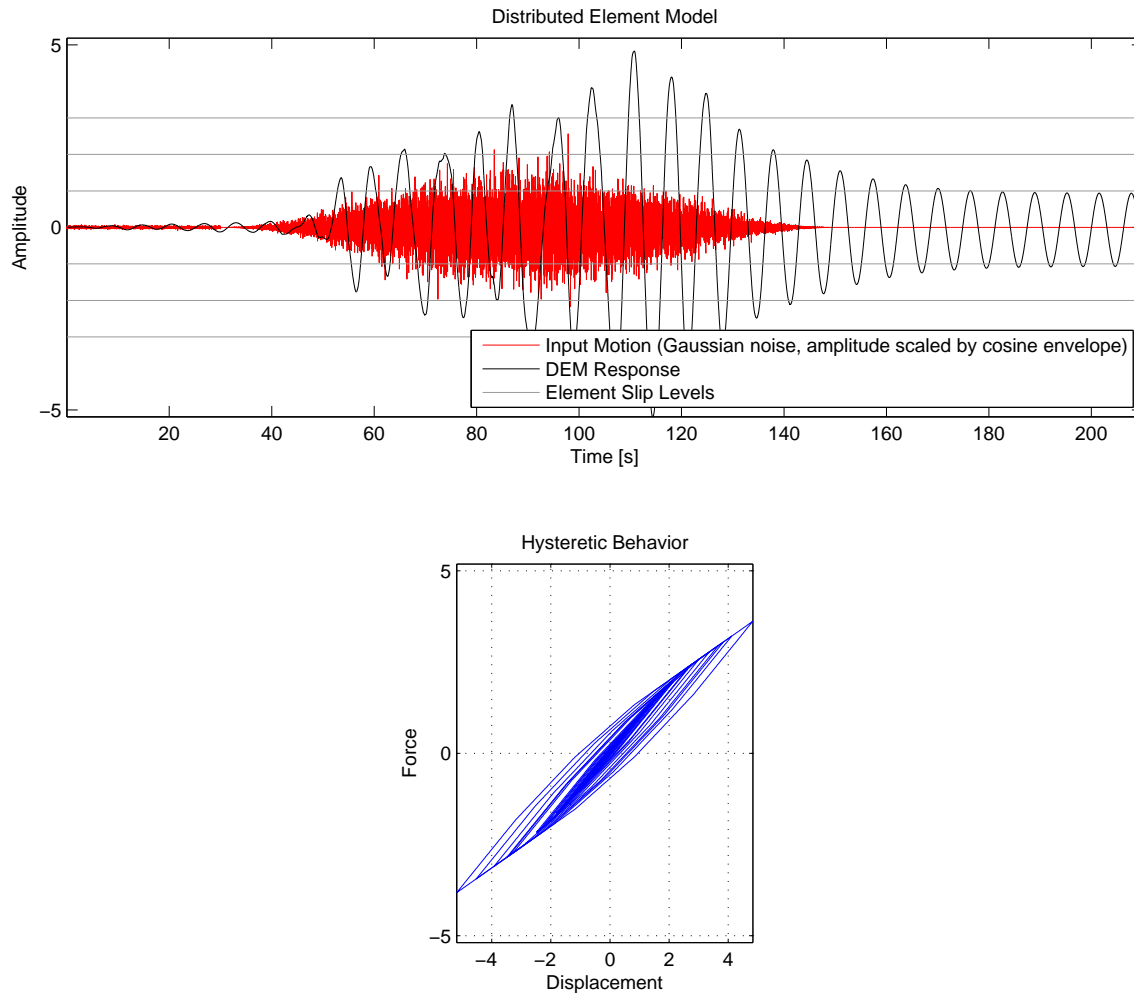 Distributed Element Model
5
0
−5
Amplitude
Input Motion (Gaussian noise, amplitude scaled by cosine envelope)
DEM Response
Element Slip Levels
20 40 60 80 100 120 140 160 180 200
Time [s]
Hysteretic Behavior
5
0
−5
Force
−4 −2 0 2 4
Displacement